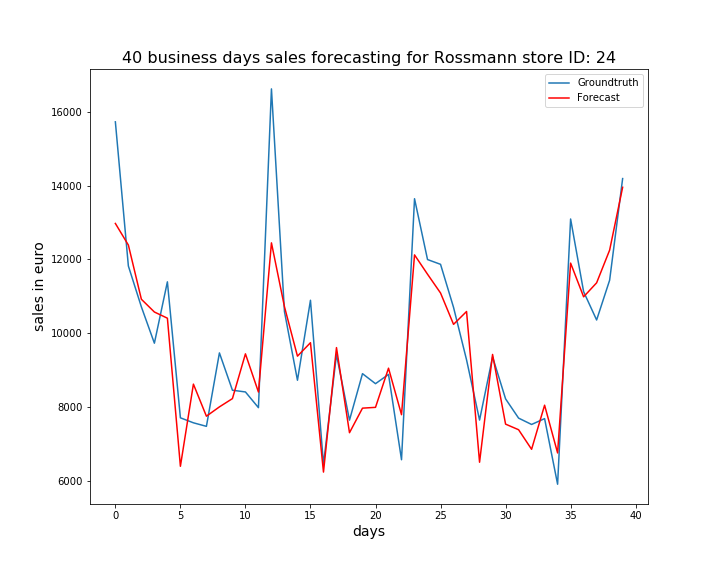 40 business days sales forecasting for Rossmann store ID: 24
Groundtruth
Forecast
16000
14000
12000
10000
8000
6000
sales in euro
0 5 10 15 20 25 30 35 40
days